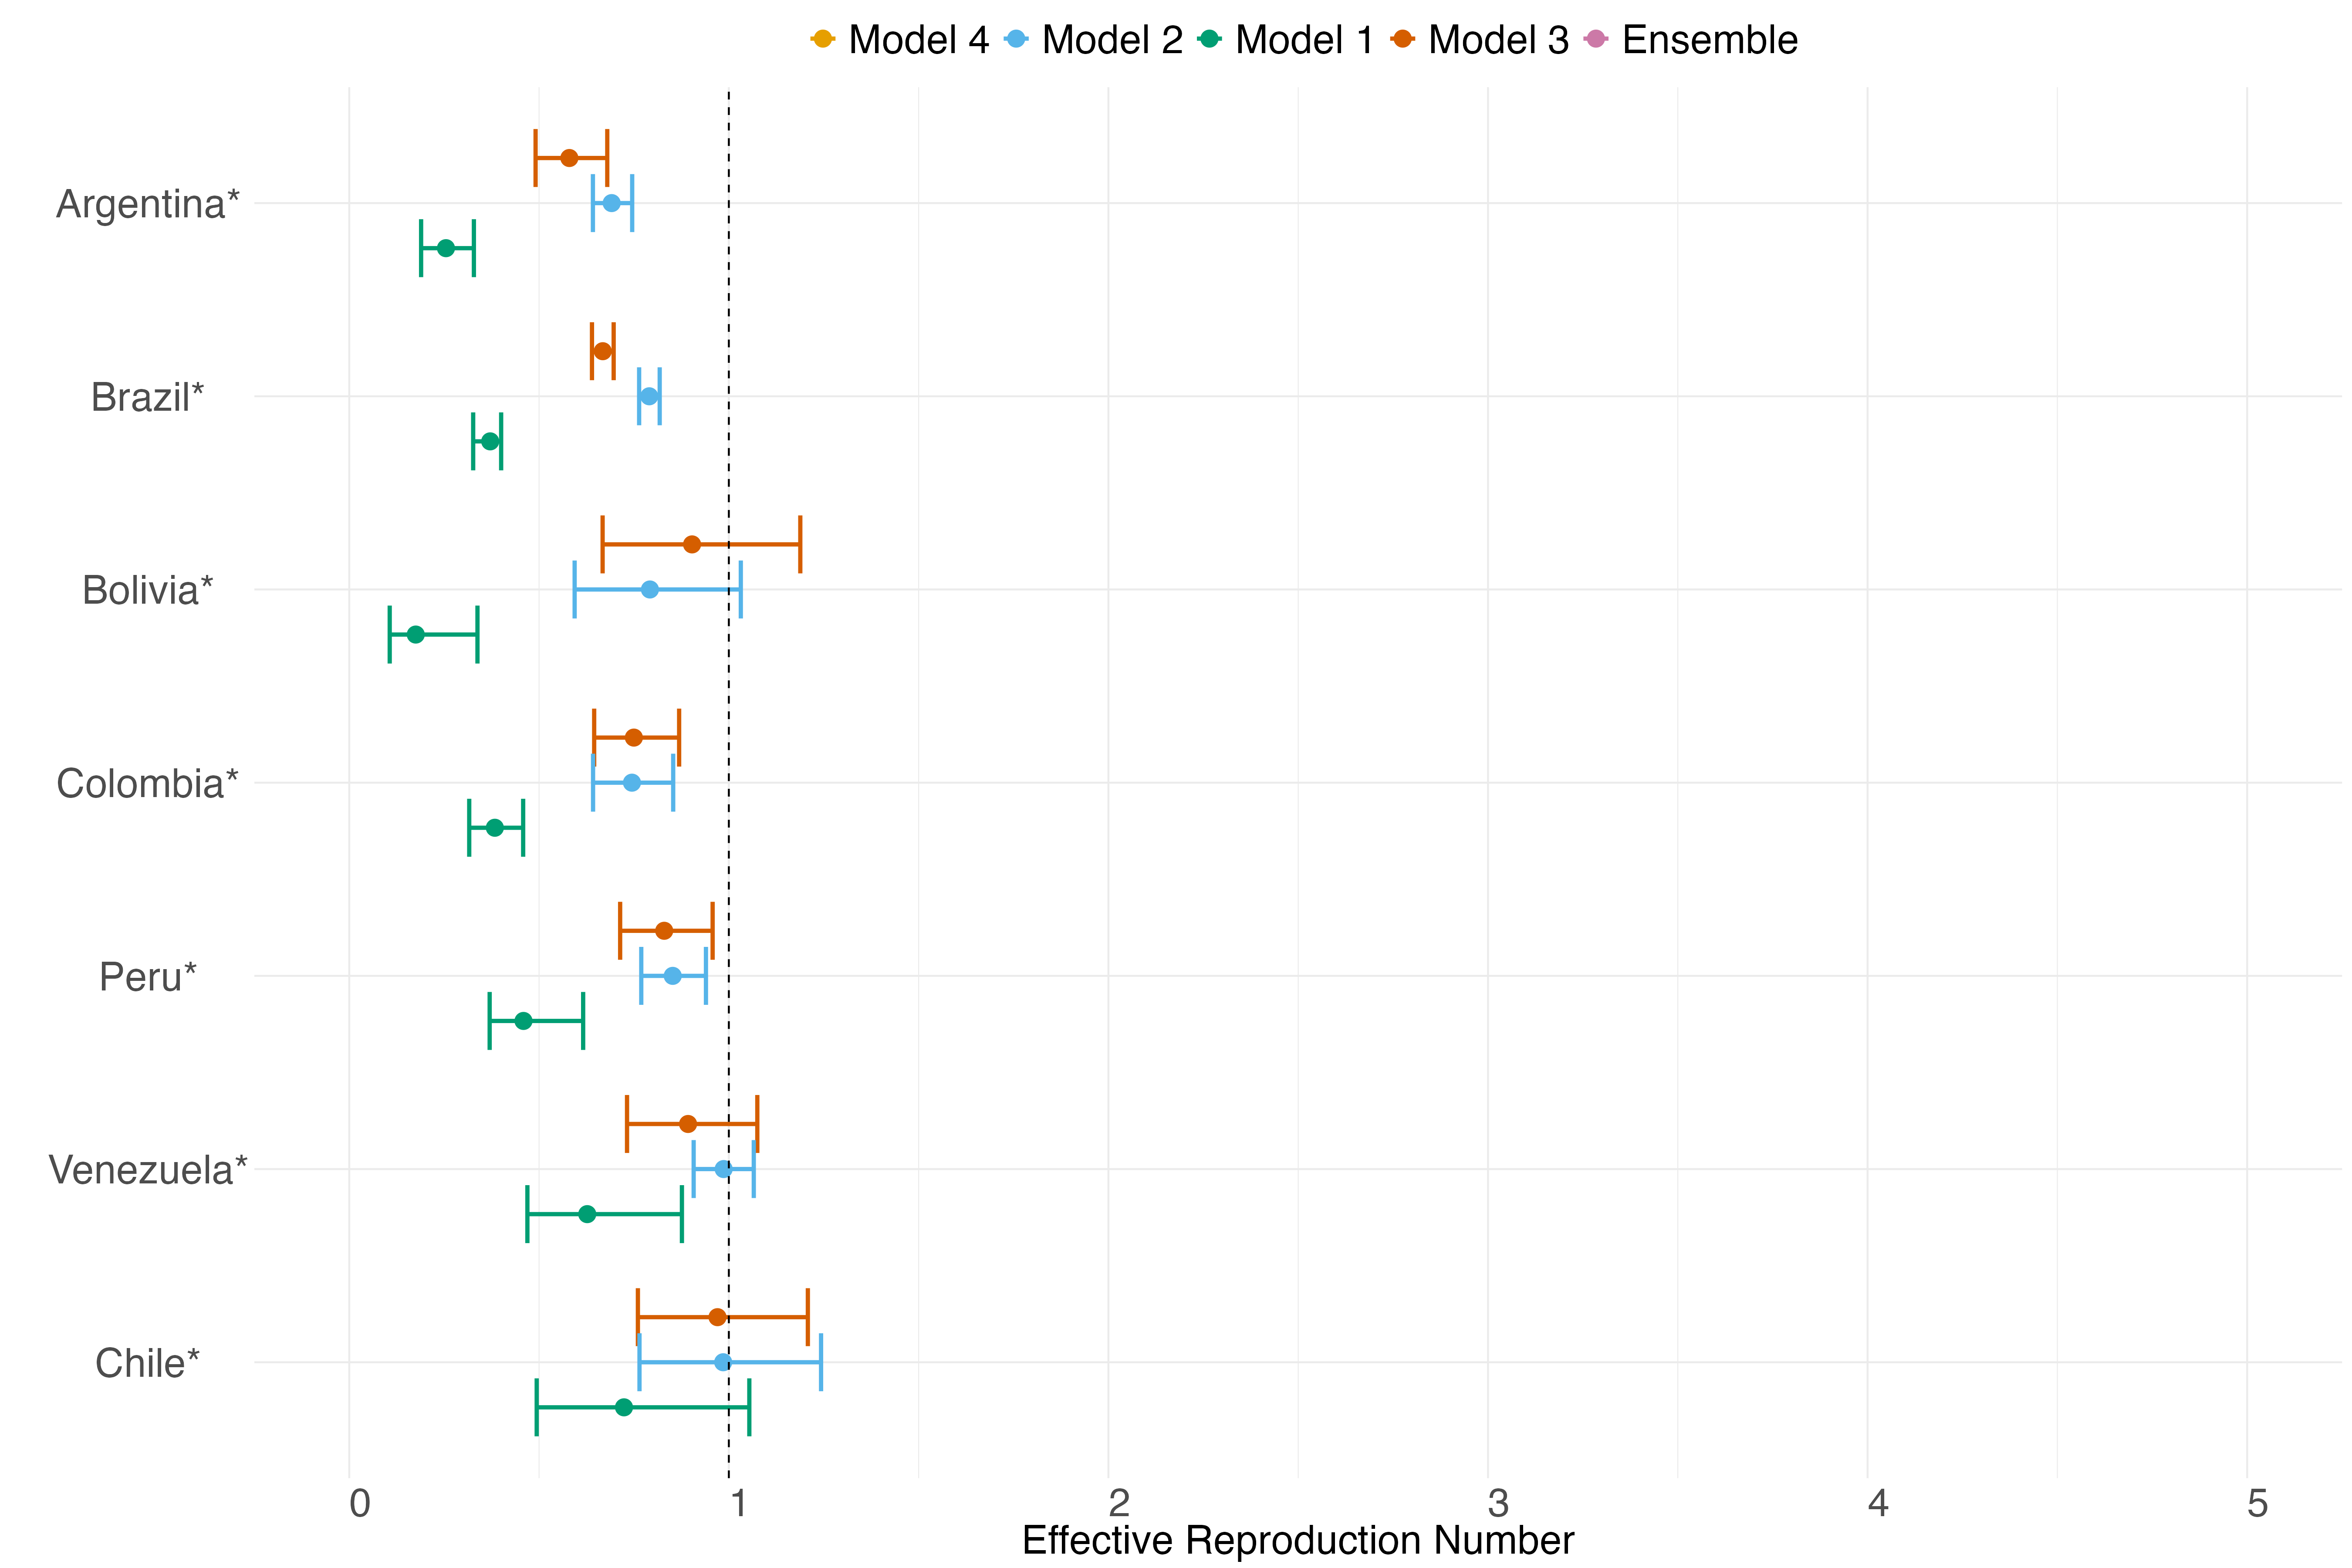 Model 4 Model 2 Model 1 Model 3 Ensemble
Argentina*
Brazil*
Bolivia*
Colombia*
Peru*
Venezuela*
Chile*
0 1 2 3 4 5
Effective Reproduction Number